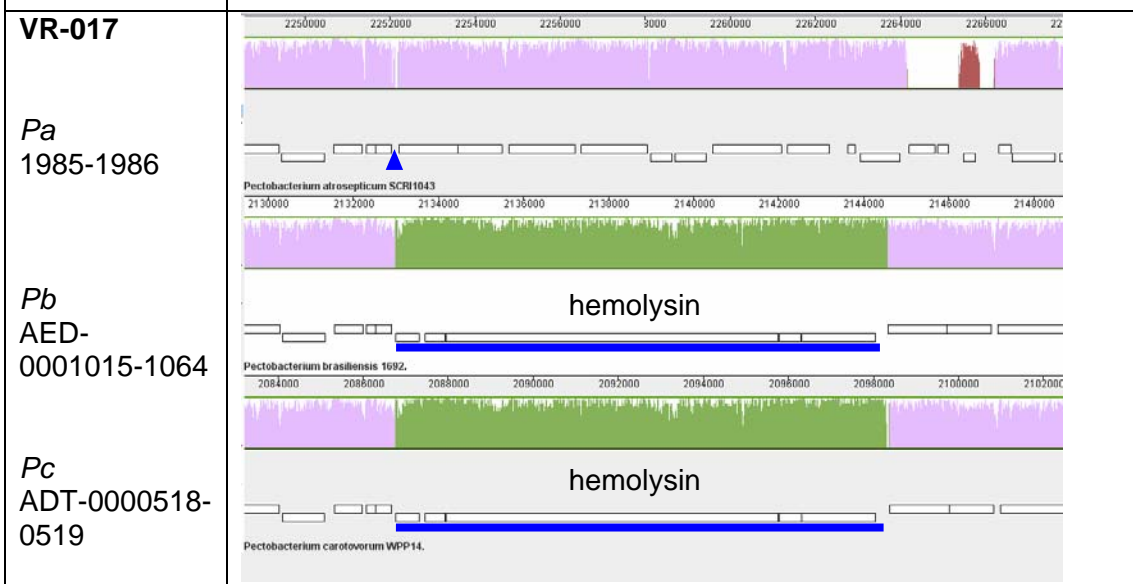 VR-017
2250000 2252000 2254000 2256000 3000 2260000 2262000 2264000 2266000 22
Pa
1985-1986
Pectobacterium atrosepticum SCRI1043
2130000 2132000 2134000 2136000 2138000 2140000 2142000 2144000 2146000 2148000
Pb
AED-
0001015-1064
hemolysin
Pectobacterium brasiliensis 1692.
2084000 2086000 2088000 2090000 2092000 2094000 2096000 2098000 2100000 2102000
Pc
ADT-0000518-
0519
hemolysin
Pectobacterium carotovorum WPP14.